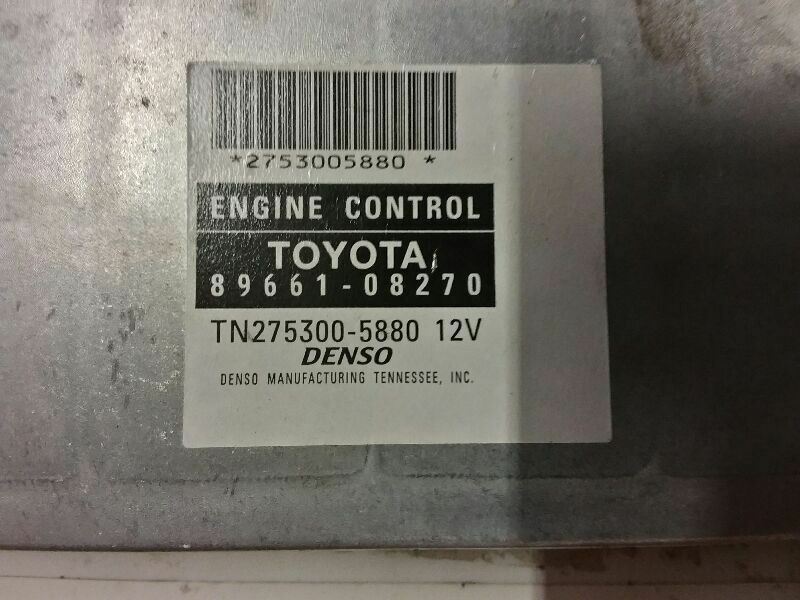 *2753005880 *
ENGINE CONTROL
TOYOTA
89661-08270
TN275300-5880 12V
DENSO
DENSO MANUFACTURING TENNESSEE, INC.